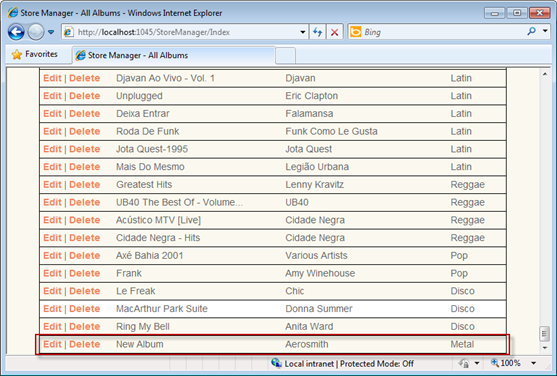 Store Manager - All Albums - Windows Internet Explorer
http://localhost:1045/StoreManager/Index
Bing
Favorites
Store Manager - All Albums
Edit | Delete Djavan Ao Vivo - Vol. 1 Djavan Latin
Edit | Delete Unplugged Eric Clapton Latin
Edit | Delete Deixa Entrar Falamansa Latin
Edit | Delete Roda De Funk Funk Como Le Gusta Latin
Edit | Delete Jota Quest-1995 Jota Quest Latin
Edit | Delete Mais Do Mesmo Legião Urbana Latin
Edit | Delete Greatest Hits Lenny Kravitz Reggae
Edit | Delete UB40 The Best Of - Volume... UB40 Reggae
Edit | Delete Acústico MTV [Live] Cidade Negra Reggae
Edit | Delete Cidade Negra - Hits Cidade Negra Reggae
Edit | Delete Axé Bahia 2001 Various Artists Pop
Edit | Delete Frank Amy Winehouse Pop
Edit | Delete Le Freak Chic Disco
Edit | Delete MacArthur Park Suite Donna Summer Disco
Edit | Delete Ring My Bell Anita Ward Disco
Edit | Delete New Album Aerosmith Metal
Local intranet | Protected Mode: Off
100%